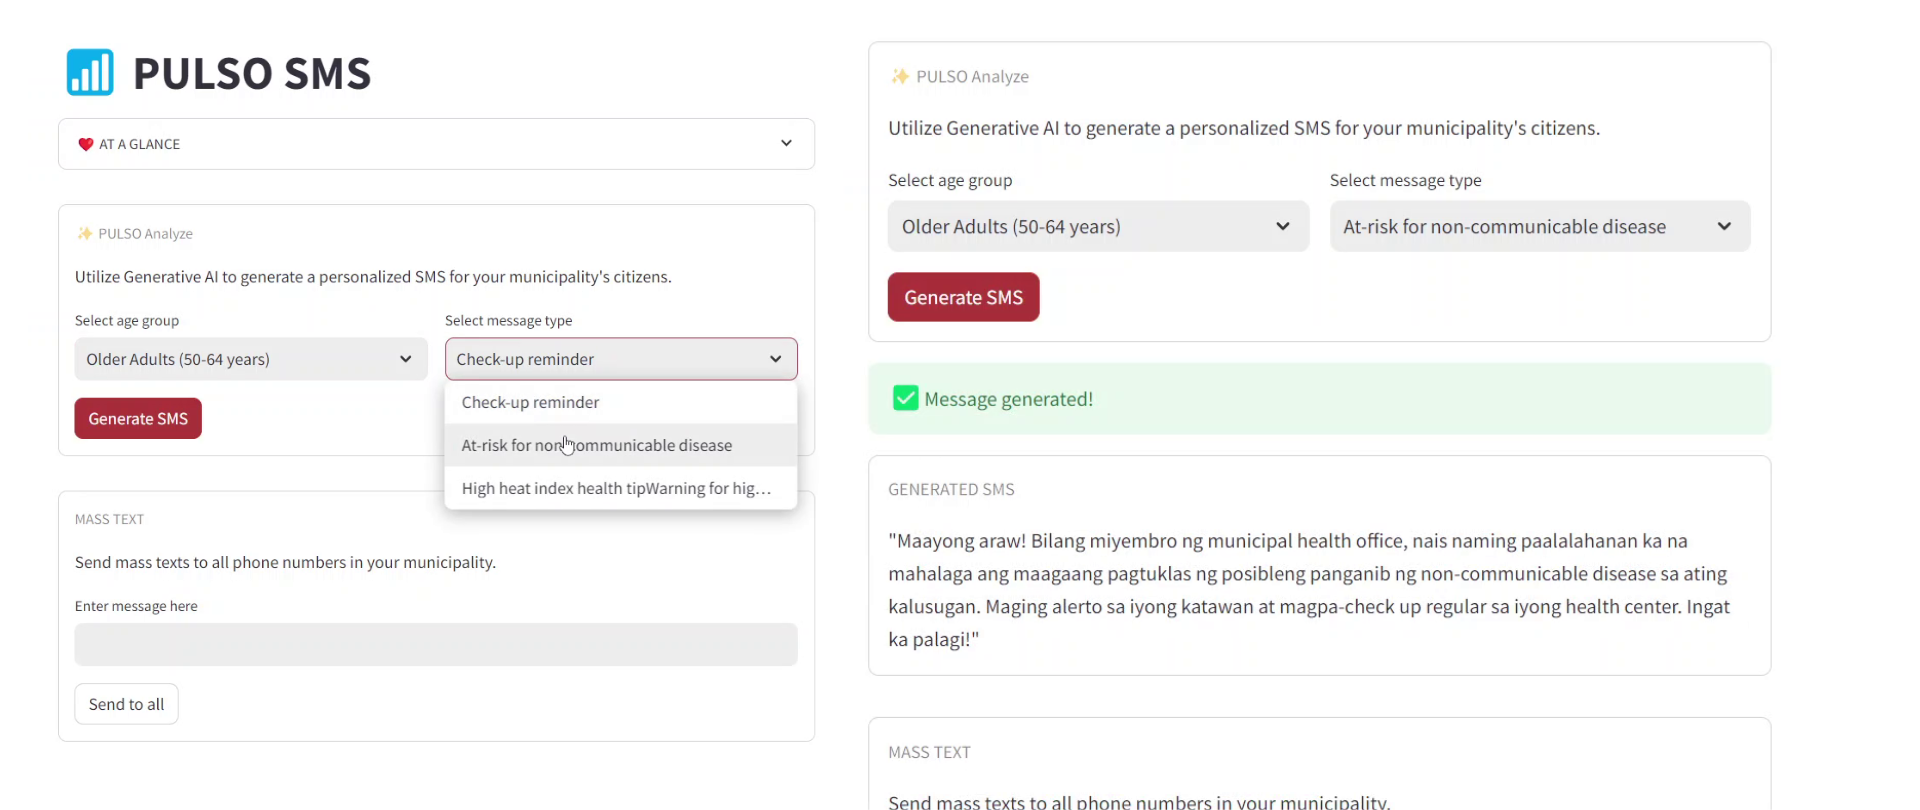 PULSO SMS
AT A GLANCE
PULSO Analyze
Utilize Generative AI to generate a personalized SMS for your municipality's citizens.
Select age group
Select message type
Older Adults (50-64 years)
Check-up reminder
Check-up reminder
Generate SMS
At-risk for non-communicable disease
High heat index health tipWarning for hig...
MASS TEXT
Send mass texts to all phone numbers in your municipality.
Enter message here
Send to all
PULSO Analyze
Utilize Generative AI to generate a personalized SMS for your municipality's citizens.
Select age group
Select message type
Older Adults (50-64 years)
At-risk for non-communicable disease
Generate SMS
Message generated!
GENERATED SMS
"Maayong araw! Bilang miyembro ng municipal health office, nais naming paalalahanan ka na
mahalaga ang maagaang pagtuklas ng posibleng panganib ng non-communicable disease sa ating
kalusugan. Maging alerto sa iyong katawan at magpa-check up regular sa iyong health center. Ingat
ka palagi!"
MASS TEXT
Send mass texts to all phone numbers in your municipality.